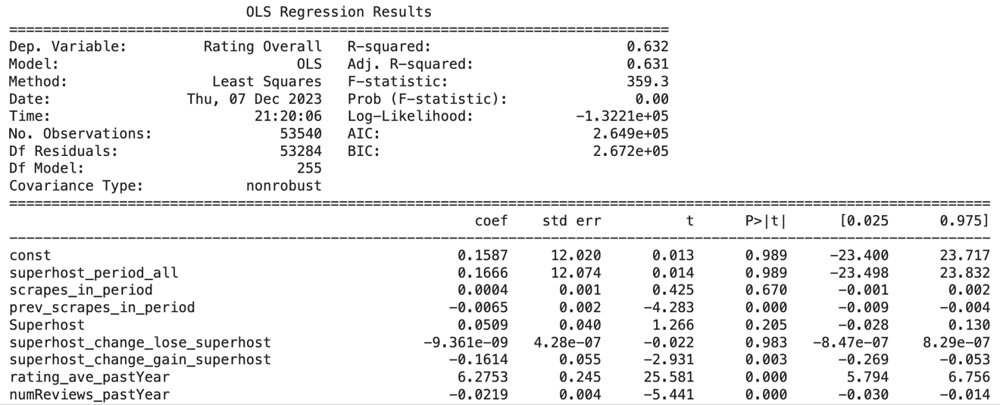 OLS Regression Results
==============================================================================
Dep. Variable: Rating Overall R-squared: 0.632
Model: OLS Adj. R-squared: 0.631
Method: Least Squares F-statistic: 359.3
Date: Thu, 07 Dec 2023 Prob (F-statistic): 0.00
Time: 21:20:06 Log-Likelihood: -1.3221e+05
No. Observations: 53540 AIC: 2.649e+05
Df Residuals: 53284 BIC: 2.672e+05
Df Model: 255
Covariance Type: nonrobust
====================================================================================================================
coef std err t P>|t| [0.025 0.975]
--------------------------------------------------------------------------------------------------------------------
const 0.1587 12.020 0.013 0.989 -23.400 23.717
superhost_period_all 0.1666 12.074 0.014 0.989 -23.498 23.832
scrapes_in_period 0.0004 0.001 0.425 0.670 -0.001 0.002
prev_scrapes_in_period -0.0065 0.002 -4.283 0.000 -0.009 -0.004
Superhost 0.0509 0.040 1.266 0.205 -0.028 0.130
superhost_change_lose_superhost -9.361e-09 4.28e-07 -0.022 0.983 -8.47e-07 8.29e-07
superhost_change_gain_superhost -0.1614 0.055 -2.931 0.003 -0.269 -0.053
rating_ave_pastYear 6.2753 0.245 25.581 0.000 5.794 6.756
numReviews_pastYear -0.0219 0.004 -5.441 0.000 -0.030 -0.014